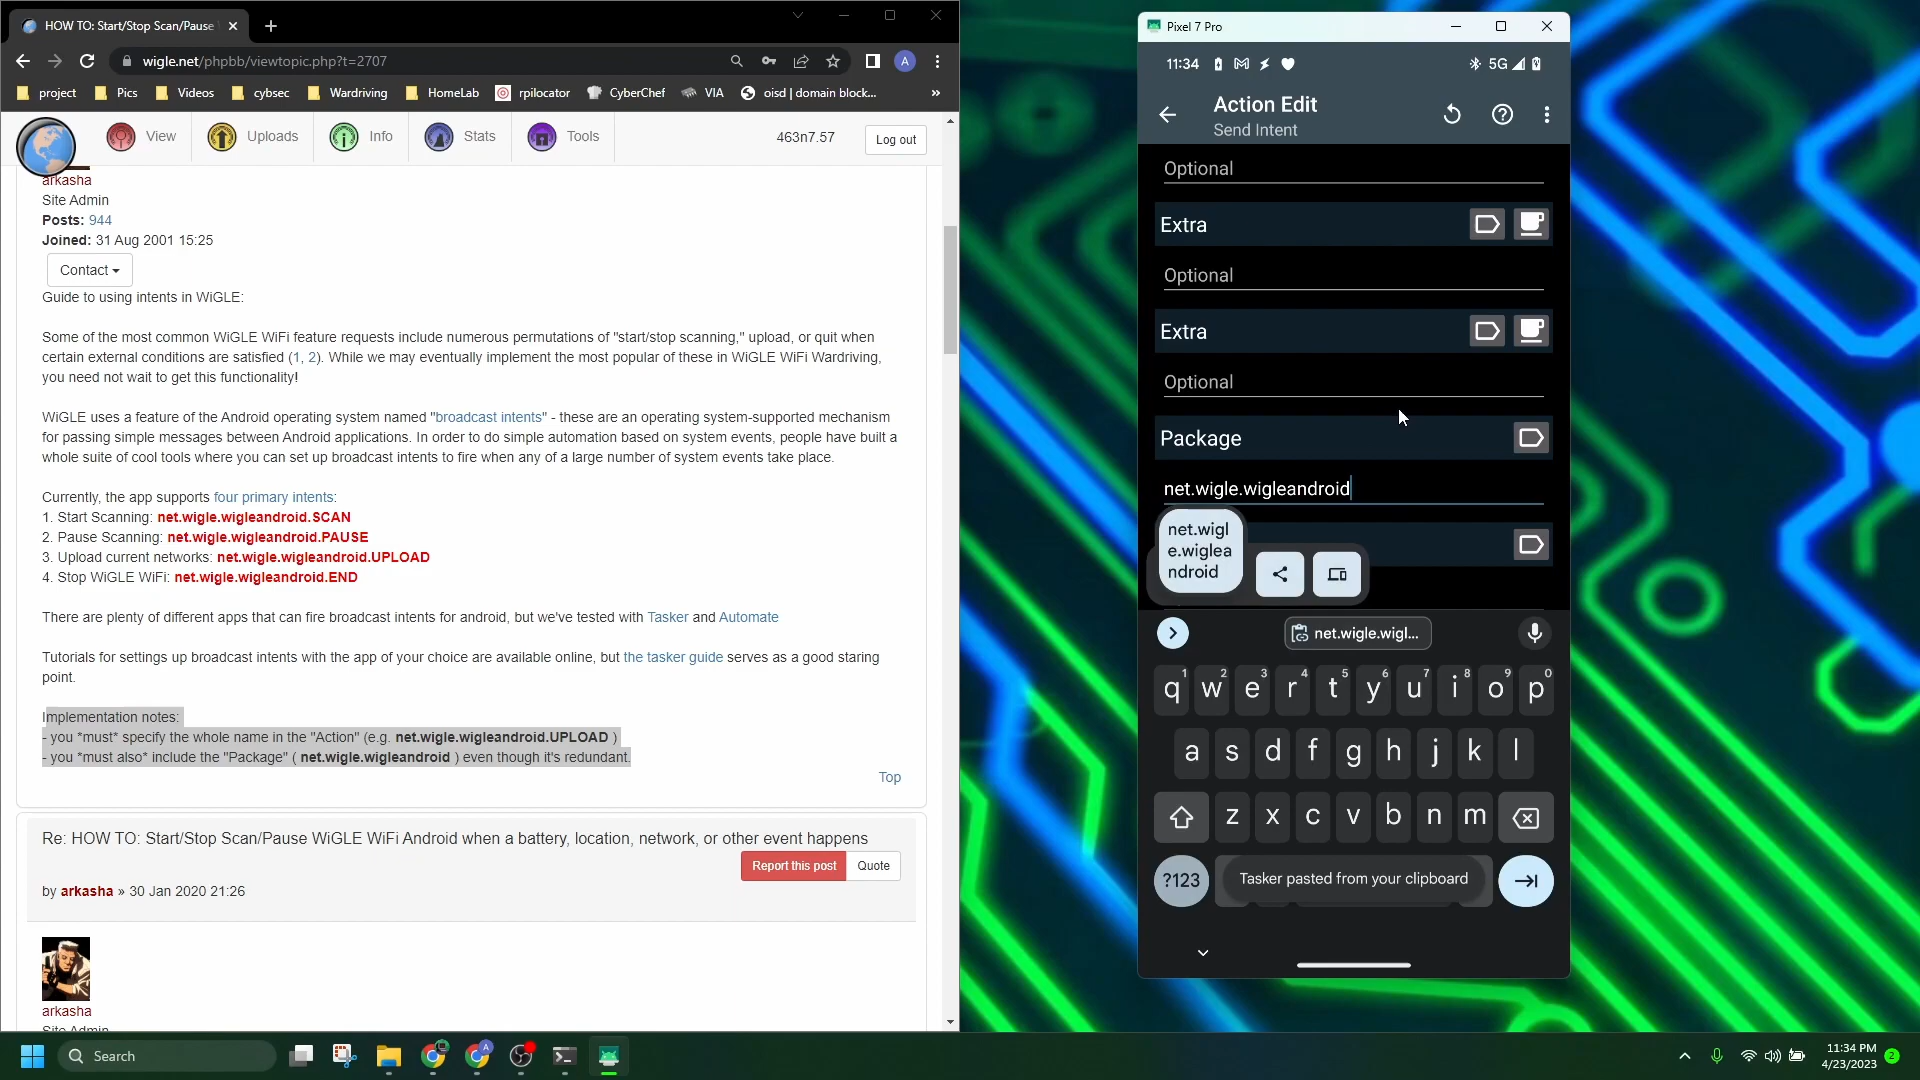 HOW TO: Start/Stop Scan/Pause
wigle.net/phpbb/viewtopic.php?t=2707
A
project
Pics
Videos
cybsec
Wardriving
HomeLab
rpilocator
CyberChef
VIA
oisd | domain block...
»
View
Uploads
Info
Stats
Tools
463n7.57
Log out
arkasha
Site Admin
Posts: 944
Joined: 31 Aug 2001 15:25
Contact
Guide to using intents in WiGLE:
Some of the most common WiGLE WiFi feature requests include numerous permutations of "start/stop scanning," upload, or quit when
certain external conditions are satisfied (1, 2). While we may eventually implement the most popular of these in WiGLE WiFi Wardriving,
you need not wait to get this functionality!
WiGLE uses a feature of the Android operating system named "broadcast intents" - these are an operating system-supported mechanism
for passing simple messages between Android applications. In order to do simple automation based on system events, people have built a
whole suite of cool tools where you can set up broadcast intents to fire when any of a large number of system events take place.
Currently, the app supports four primary intents:
1. Start Scanning: net.wigle.wigleandroid.SCAN
2. Pause Scanning: net.wigle.wigleandroid.PAUSE
3. Upload current networks: net.wigle.wigleandroid.UPLOAD
4. Stop WiGLE WiFi: net.wigle.wigleandroid.END
There are plenty of different apps that can fire broadcast intents for android, but we've tested with Tasker and Automate
Tutorials for settings up broadcast intents with the app of your choice are available online, but the tasker guide serves as a good staring
point.
Implementation notes:
- you *must* specify the whole name in the "Action" (e.g. net.wigle.wigleandroid.UPLOAD )
- you *must also* include the "Package" ( net.wigle.wigleandroid ) even though it's redundant.
Top
Re: HOW TO: Start/Stop Scan/Pause WiGLE WiFi Android when a battery, location, network, or other event happens
Report this post
Quote
by arkasha » 30 Jan 2020 21:26
arkasha
Site Admin
Pixel 7 Pro
11:34
5G
Action Edit
Send Intent
Optional
Extra
Optional
Extra
Optional
Package
net.wigle.wigleandroid
net.wigl
e.wiglea
ndroid
net.wigle.wigl...
q1 w2 e3 r4 t5 y6 u7 i8 o9 p0
a s d f g h j k l
z x c v b n m
?123
Tasker pasted from your clipboard
Search
A
11:34 PM
4/23/2023
2